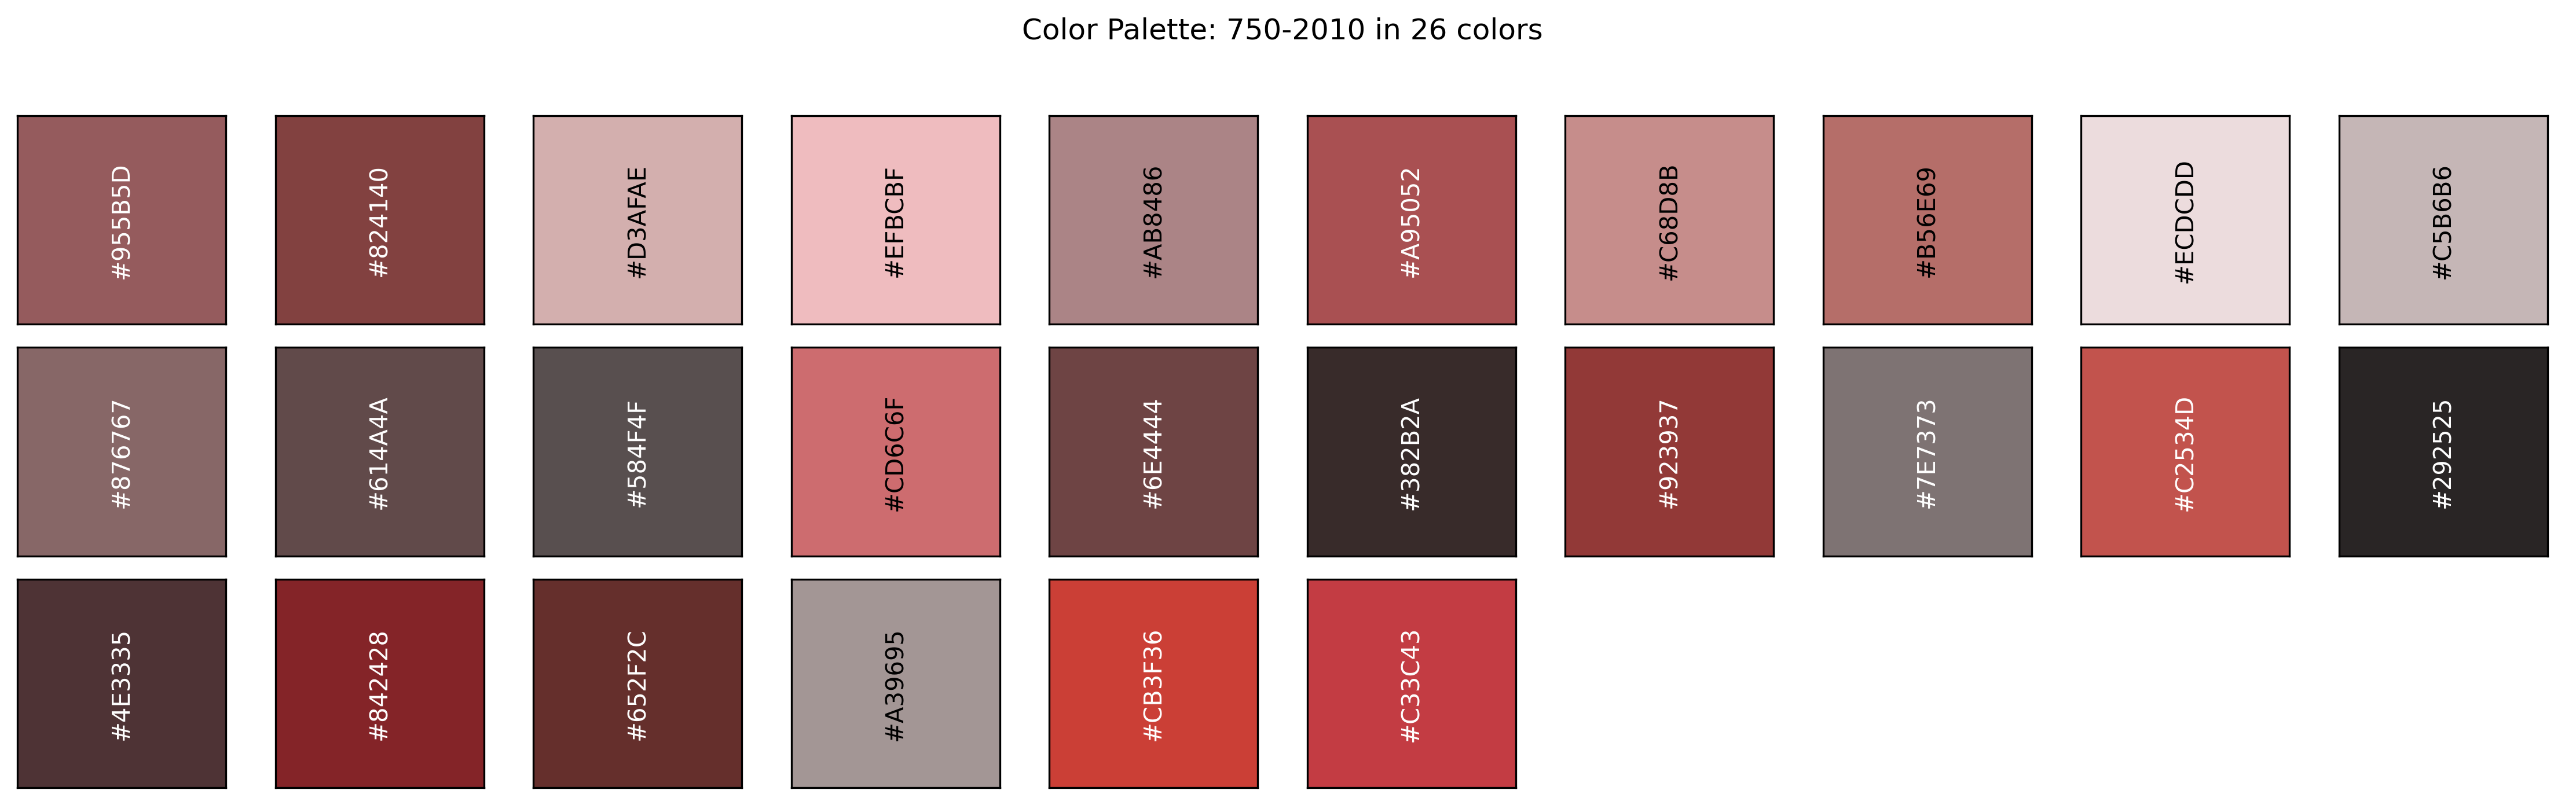 Color Palette: 750-2010 in 26 colors
#955B5D
#824140
#D3AFAE
#EFBCBF
#AB8486
#A95052
#C68D8B
#B56E69
#ECDCDD
#C5B6B6
#876767
#614A4A
#584F4F
#CD6C6F
#6E4444
#382B2A
#923937
#7E7373
#C2534D
#292525
#4E3335
#842428
#652F2C
#A39695
#CB3F36
#C33C43